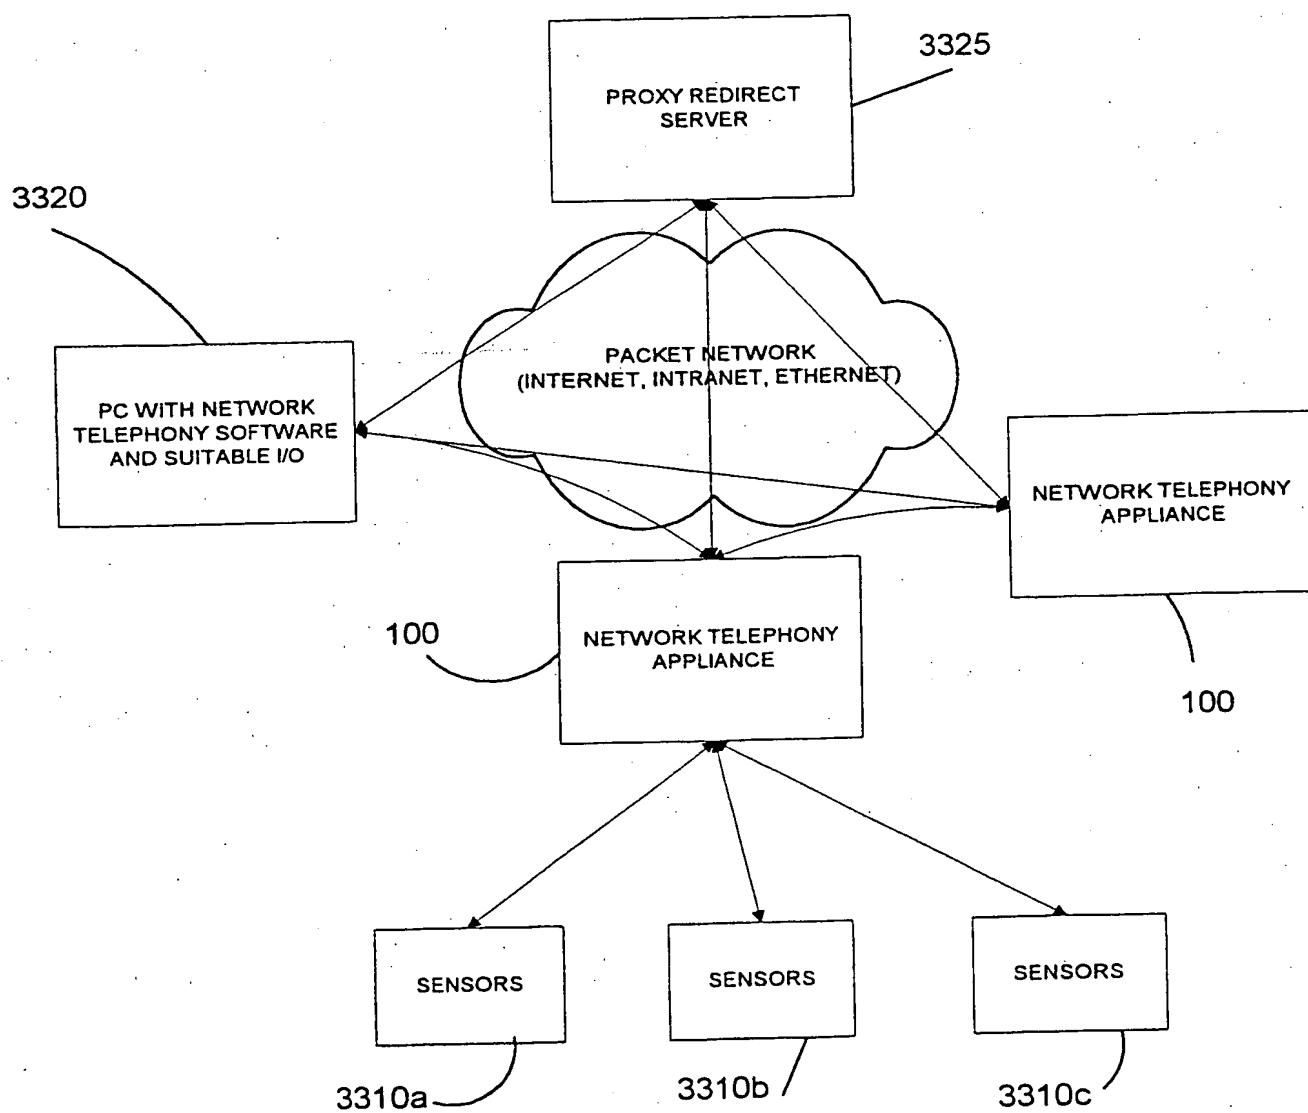 3325
PROXY REDIRECT
SERVER
3320
PACKET NETWORK
(INTERNET, INTRANET, ETHERNET)
PC WITH NETWORK
TELEPHONY SOFTWARE
AND SUITABLE I/O
NETWORK TELEPHONY
APPLIANCE
100
NETWORK TELEPHONY
APPLIANCE
100
SENSORS
SENSORS
SENSORS
3310a
3310b
3310c